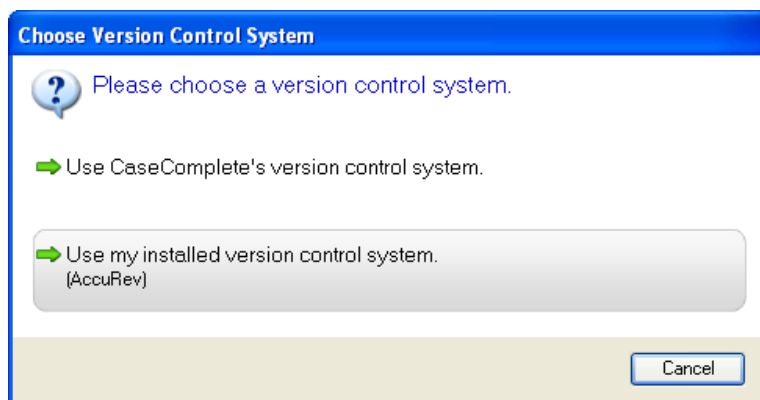 Choose Version Control System
Please choose a version control system.
Use CaseComplete's version control system.
Use my installed version control system.
(AccuRev)
Cancel